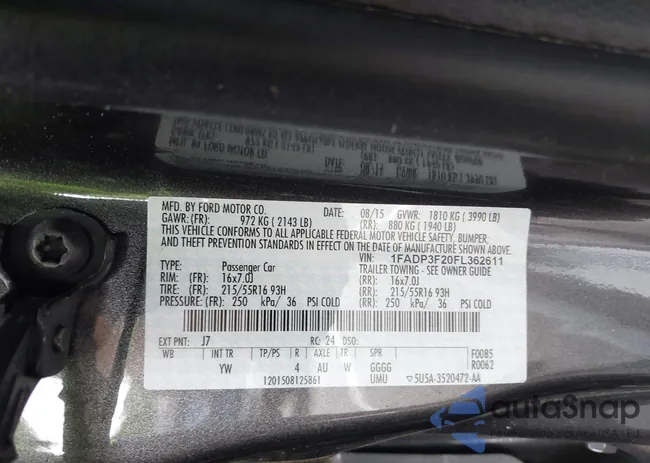 MFD. BY FORD MOTOR CO. DATE: 08/15 GVWR: 1810 KG ( 3990 LB)
GAWR: (FR): 972 KG ( 2143 LB) (RR): 880 KG ( 1940 LB)
THIS VEHICLE CONFORMS TO ALL APPLICABLE FEDERAL MOTOR VEHICLE SAFETY, BUMPER,
AND THEFT PREVENTION STANDARDS IN EFFECT ON THE DATE OF MANUFACTURE SHOWN ABOVE.
VIN: 1FADP3F20FL362611
TYPE: Passenger Car TRAILER TOWING - SEE OWNER GUIDE
RIM: (FR): 16x7.0J (RR): 16x7.0J
TIRE: (FR): 215/55R16 93H (RR): 215/55R16 93H
PRESSURE: (FR): 250 kPa/ 36 PSI COLD (RR): 250 kPa/ 36 PSI COLD
EXT PNT: J7 RC: 24 DSO:
WB INT TR TP/PS R AXLE TR SPR F0085
YW 4 AU W GGGG R0062
1201508125861 UMU 5U5A-3520472-AA
autoSnap